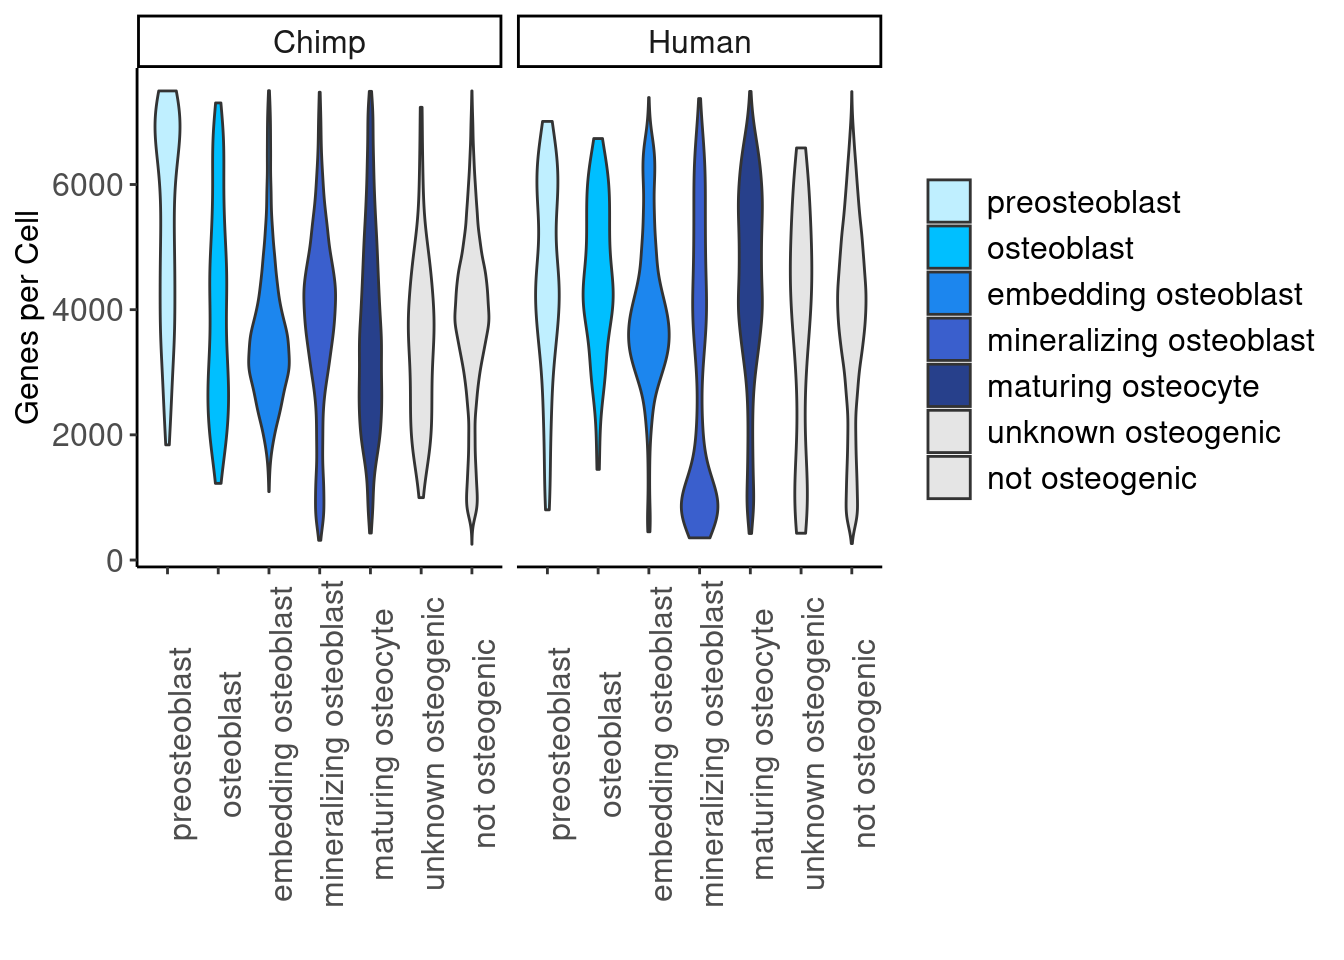 Chimp
Human
Genes per Cell
6000
4000
2000
0
preosteoblast
osteoblast
embedding osteoblast
mineralizing osteoblast
maturing osteocyte
unknown osteogenic
not osteogenic
preosteoblast
osteoblast
embedding osteoblast
mineralizing osteoblast
maturing osteocyte
unknown osteogenic
not osteogenic
preosteoblast
osteoblast
embedding osteoblast
mineralizing osteoblast
maturing osteocyte
unknown osteogenic
not osteogenic